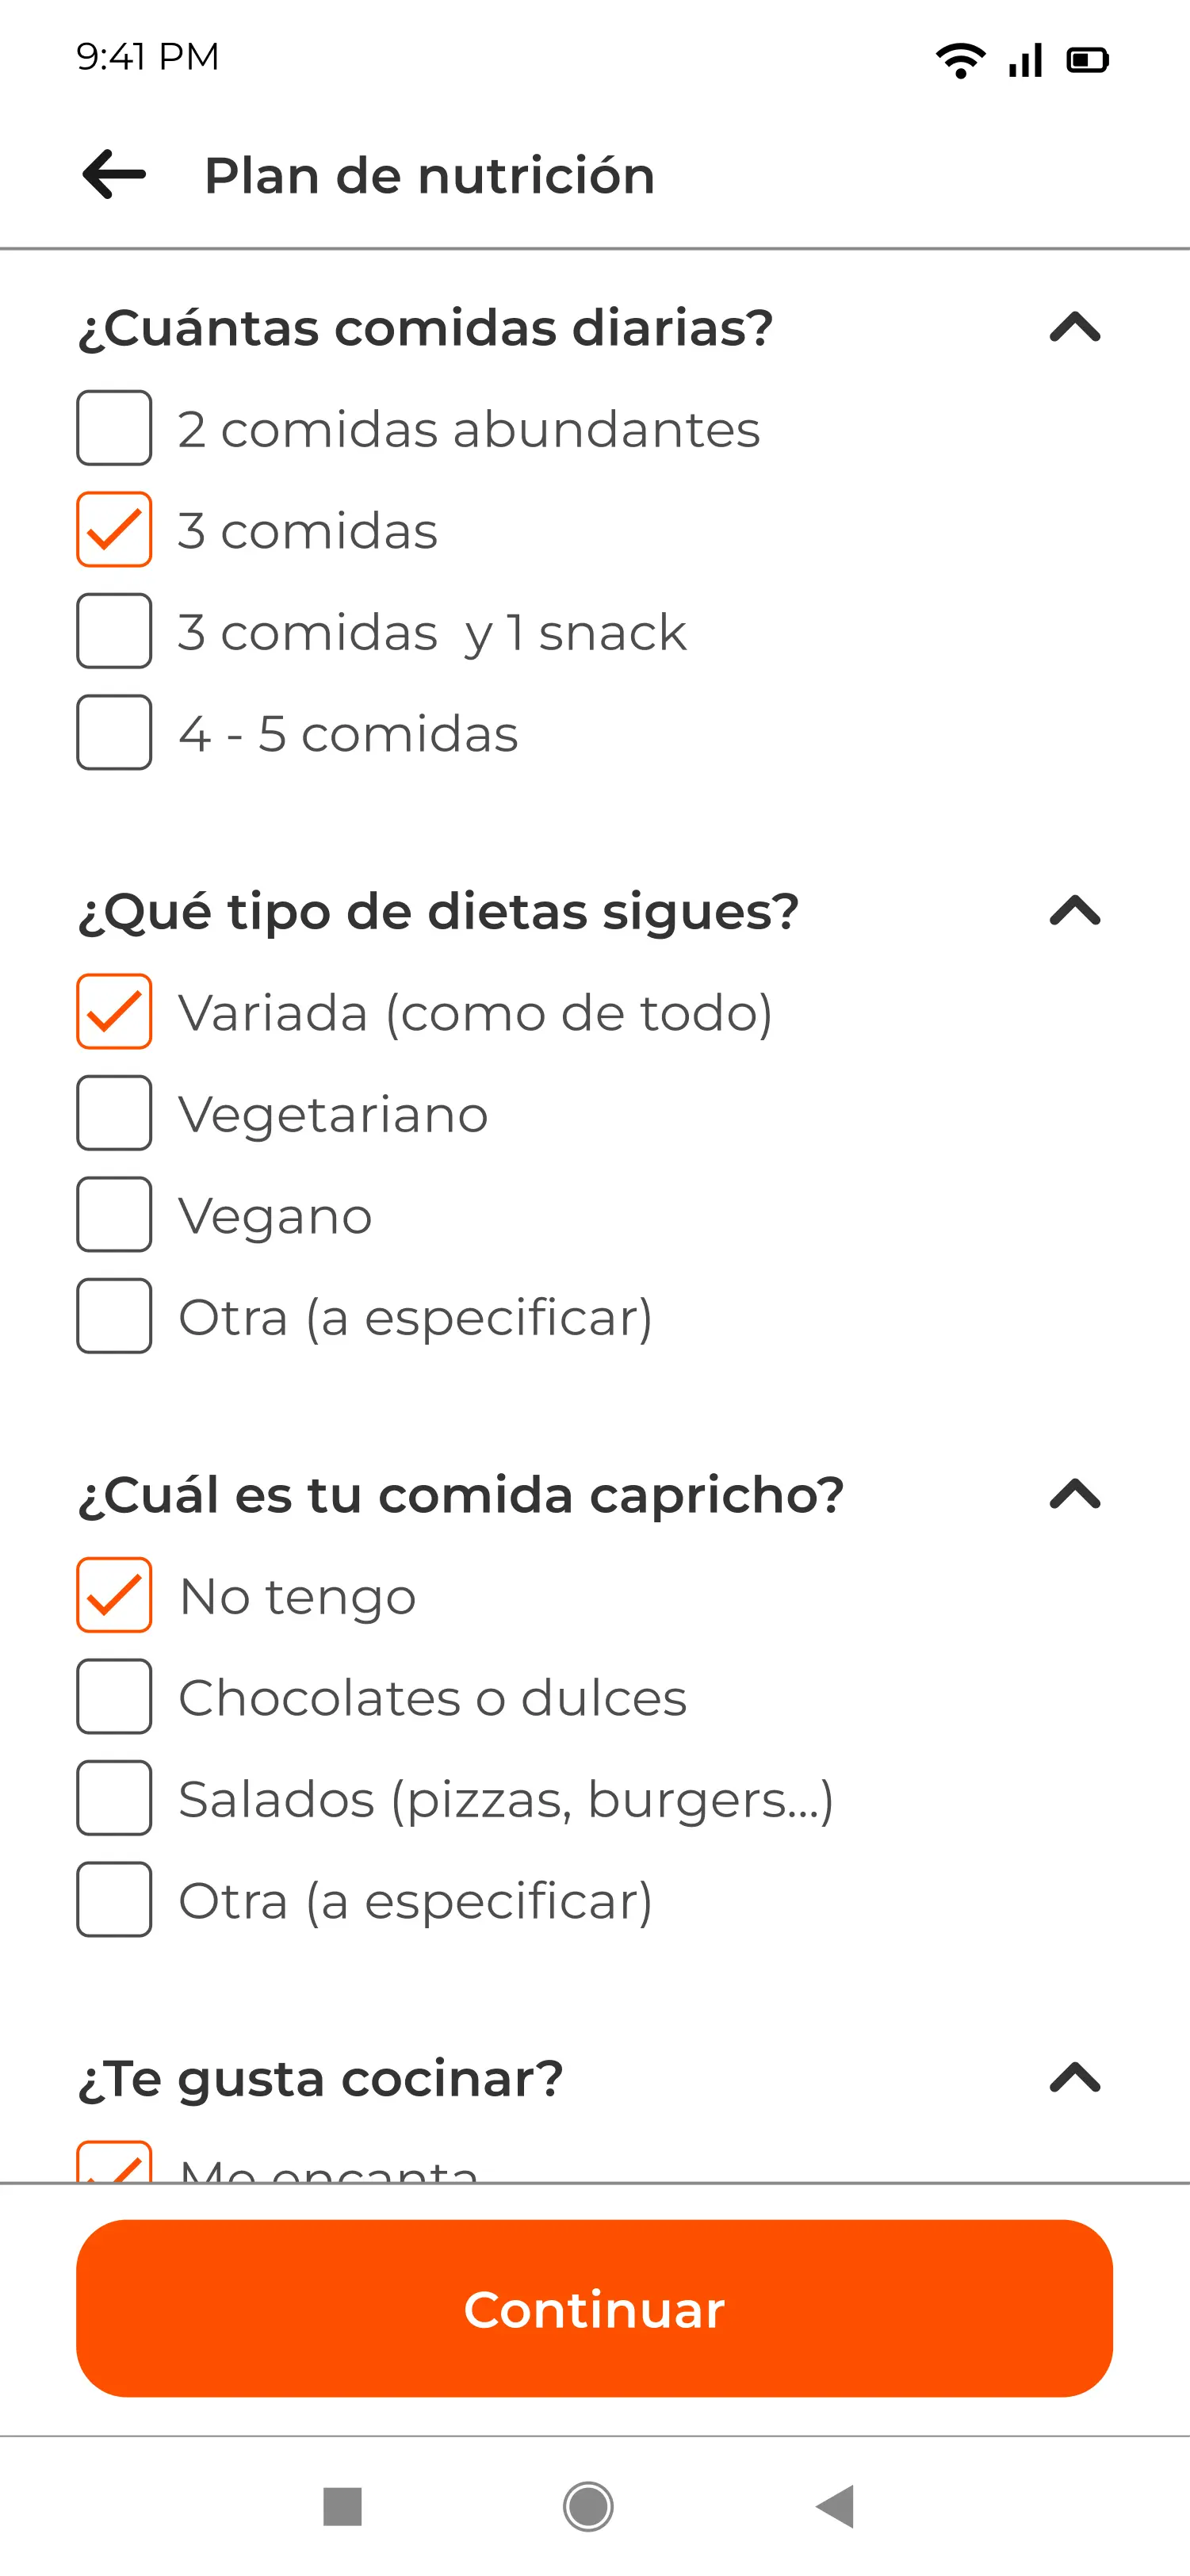 9:41 PM
Plan de nutrición
¿Cuántas comidas diarias?
2 comidas abundantes
3 comidas
3 comidas y 1 snack
4 - 5 comidas
¿Qué tipo de dietas sigues?
Variada (como de todo)
Vegetariano
Vegano
Otra (a especificar)
¿Cuál es tu comida capricho?
No tengo
Chocolates o dulces
Salados (pizzas, burgers...)
Otra (a especificar)
¿Te gusta cocinar?
Me encanta
Continuar